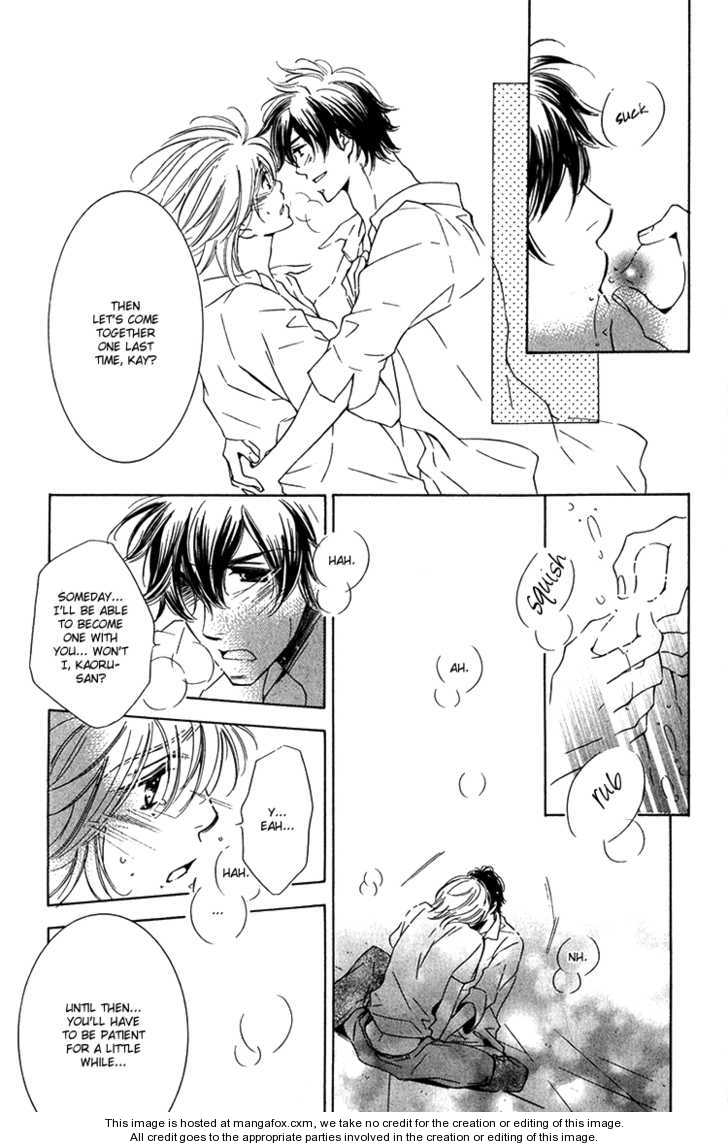 suck
THEN
LET'S COME
TOGETHER
ONE LAST
TIME, KAY?
squish
rub
HAH.
AH.
NH.
SOMEDAY...
I'LL BE ABLE
TO BECOME
ONE WITH
YOU... WON'T
I, KAORU-
SAN?
Y...
EAH...
HAH.
...
UNTIL THEN...
YOU'LL HAVE
TO BE PATIENT
FOR A LITTLE
WHILE...
This image is hosted at mangafox.cxm, we take no credit for the creation or editing of this image.
All credit goes to the appropriate parties involved in the creation or editing of this image.